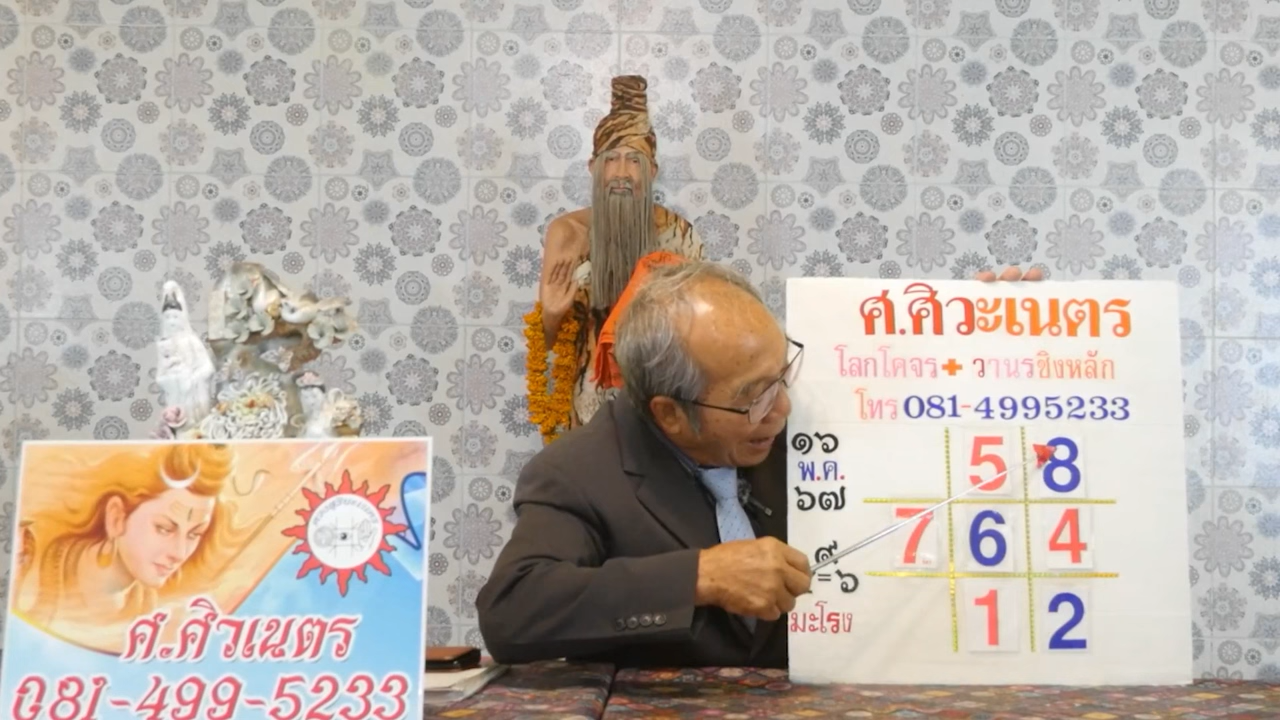 ศ.ศิวะเนตร
โลกโคจร+ วานรชิงหลัก
โทร 081-4995233
๑๖
พ.ค.
๖๗
5 8
7 6 4
1 2
๙
=๖
มะโรง
ศ.ศิวเนตร
081-499-5233